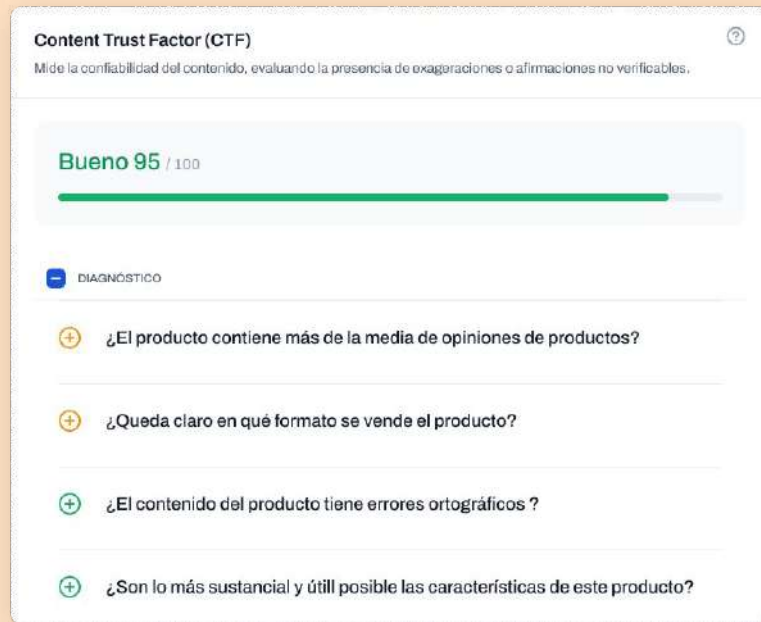 Content Trust Factor (CTF)
Mide la confiabilidad del contenido, evaluando la presencia de exageraciones o afirmaciones no verificables.
Bueno 95 / 100
DIAGNÓSTICO
¿El producto contiene más de la media de opiniones de productos?
¿Queda claro en qué formato se vende el producto?
¿El contenido del producto tiene errores ortográficos ?
¿Son lo más sustancial y útill posible las características de este producto?